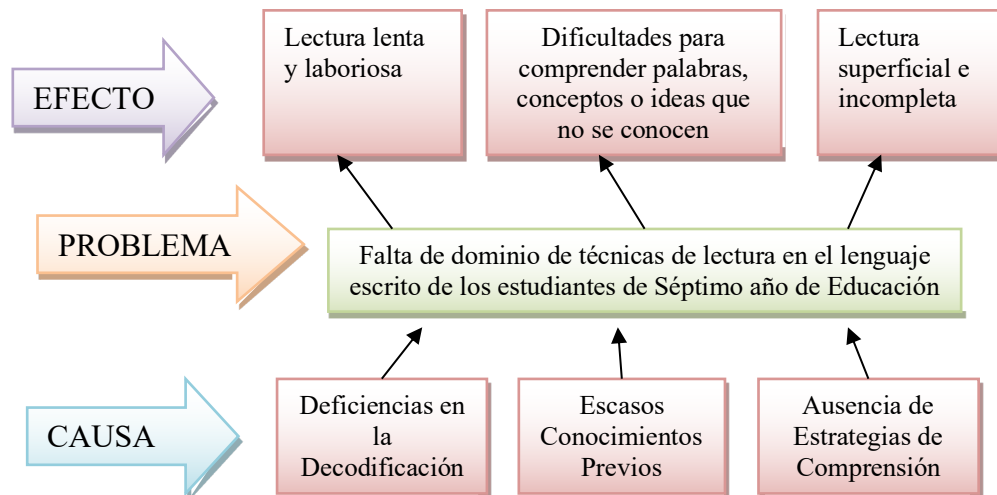 EFECTO
Lectura lenta
y laboriosa
Dificultades para
comprender palabras,
conceptos o ideas que
no se conocen
Lectura
superficial e
incompleta
PROBLEMA
Falta de dominio de técnicas de lectura en el lenguaje
escrito de los estudiantes de Séptimo año de Educación
CAUSA
Deficiencias en
la
Decodificación
Escasos
Conocimientos
Previos
Ausencia de
Estrategias de
Comprensión